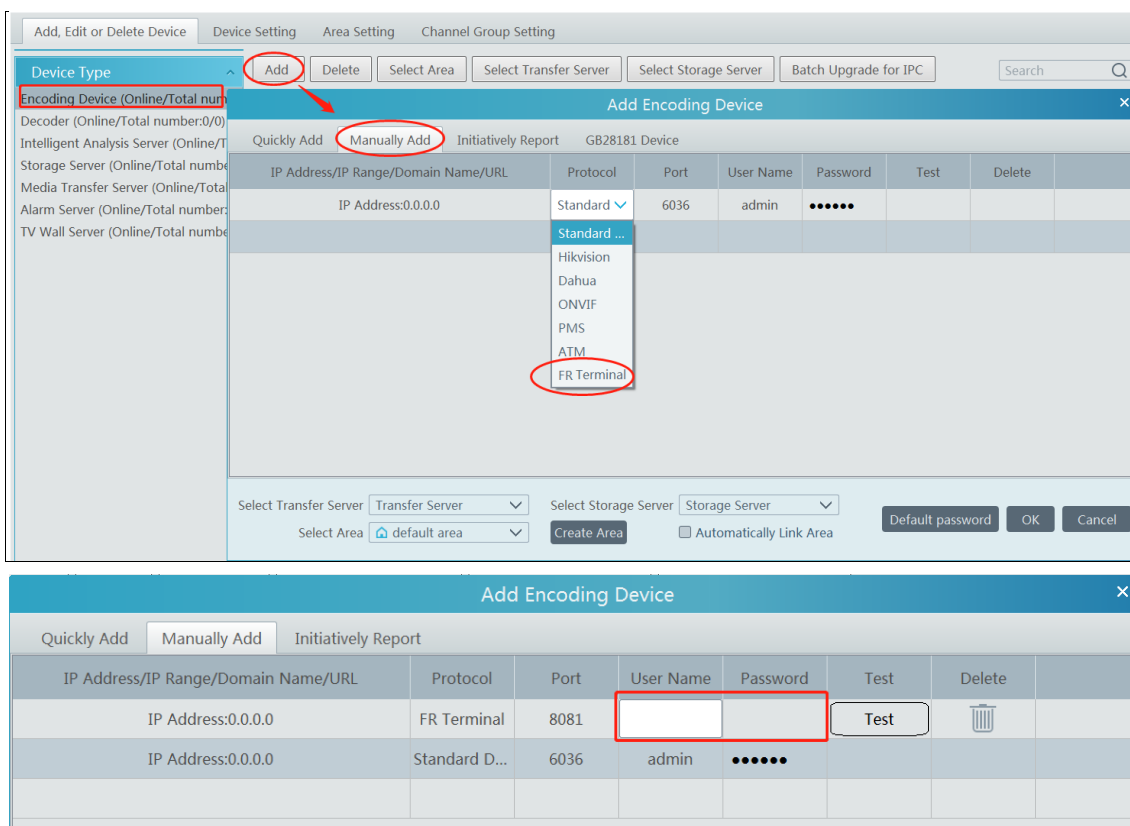 Add, Edit or Delete Device Device Setting Area Setting Channel Group Setting
Device Type Add Delete Select Area Select Transfer Server Select Storage Server Batch Upgrade for IPC Search
Encoding Device (Online/Total num
Decoder (Online/Total number:0/0)
Intelligent Analysis Server (Online/T
Storage Server (Online/Total numbe
Media Transfer Server (Online/Total
Alarm Server (Online/Total number:
TV Wall Server (Online/Total numbe
Add Encoding Device
Quickly Add Manually Add Initiatively Report GB28181 Device
IP Address/IP Range/Domain Name/URL Protocol Port User Name Password Test Delete
IP Address:0.0.0.0 Standard 6036 admin ●●●●●●
Standard ...
Hikvision
Dahua
ONVIF
PMS
ATM
FR Terminal
Select Transfer Server Transfer Server Select Storage Server Storage Server
Select Area default area Create Area Automatically Link Area Default password OK Cancel
Add Encoding Device
Quickly Add Manually Add Initiatively Report
IP Address/IP Range/Domain Name/URL Protocol Port User Name Password Test Delete
IP Address:0.0.0.0 FR Terminal 8081 Test
IP Address:0.0.0.0 Standard D... 6036 admin ●●●●●●